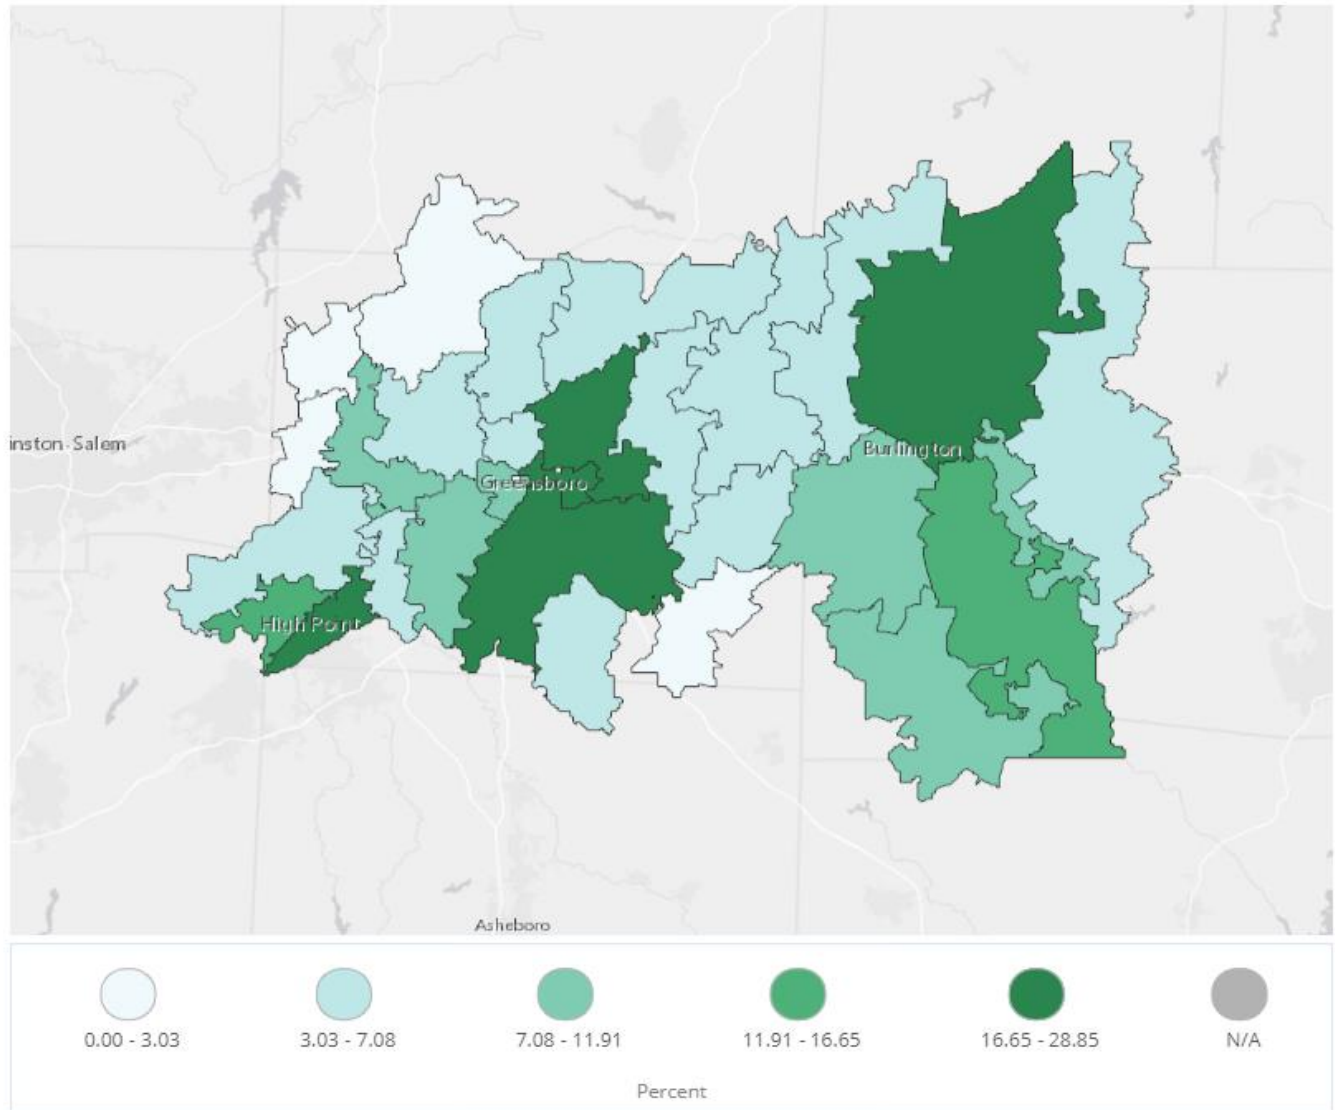 inston-Salem
Burlington
Greensboro
High Point
Asheboro
0.00 - 3.03
3.03 - 7.08
7.08 - 11.91
11.91 - 16.65
16.65 - 28.85
N/A
Percent